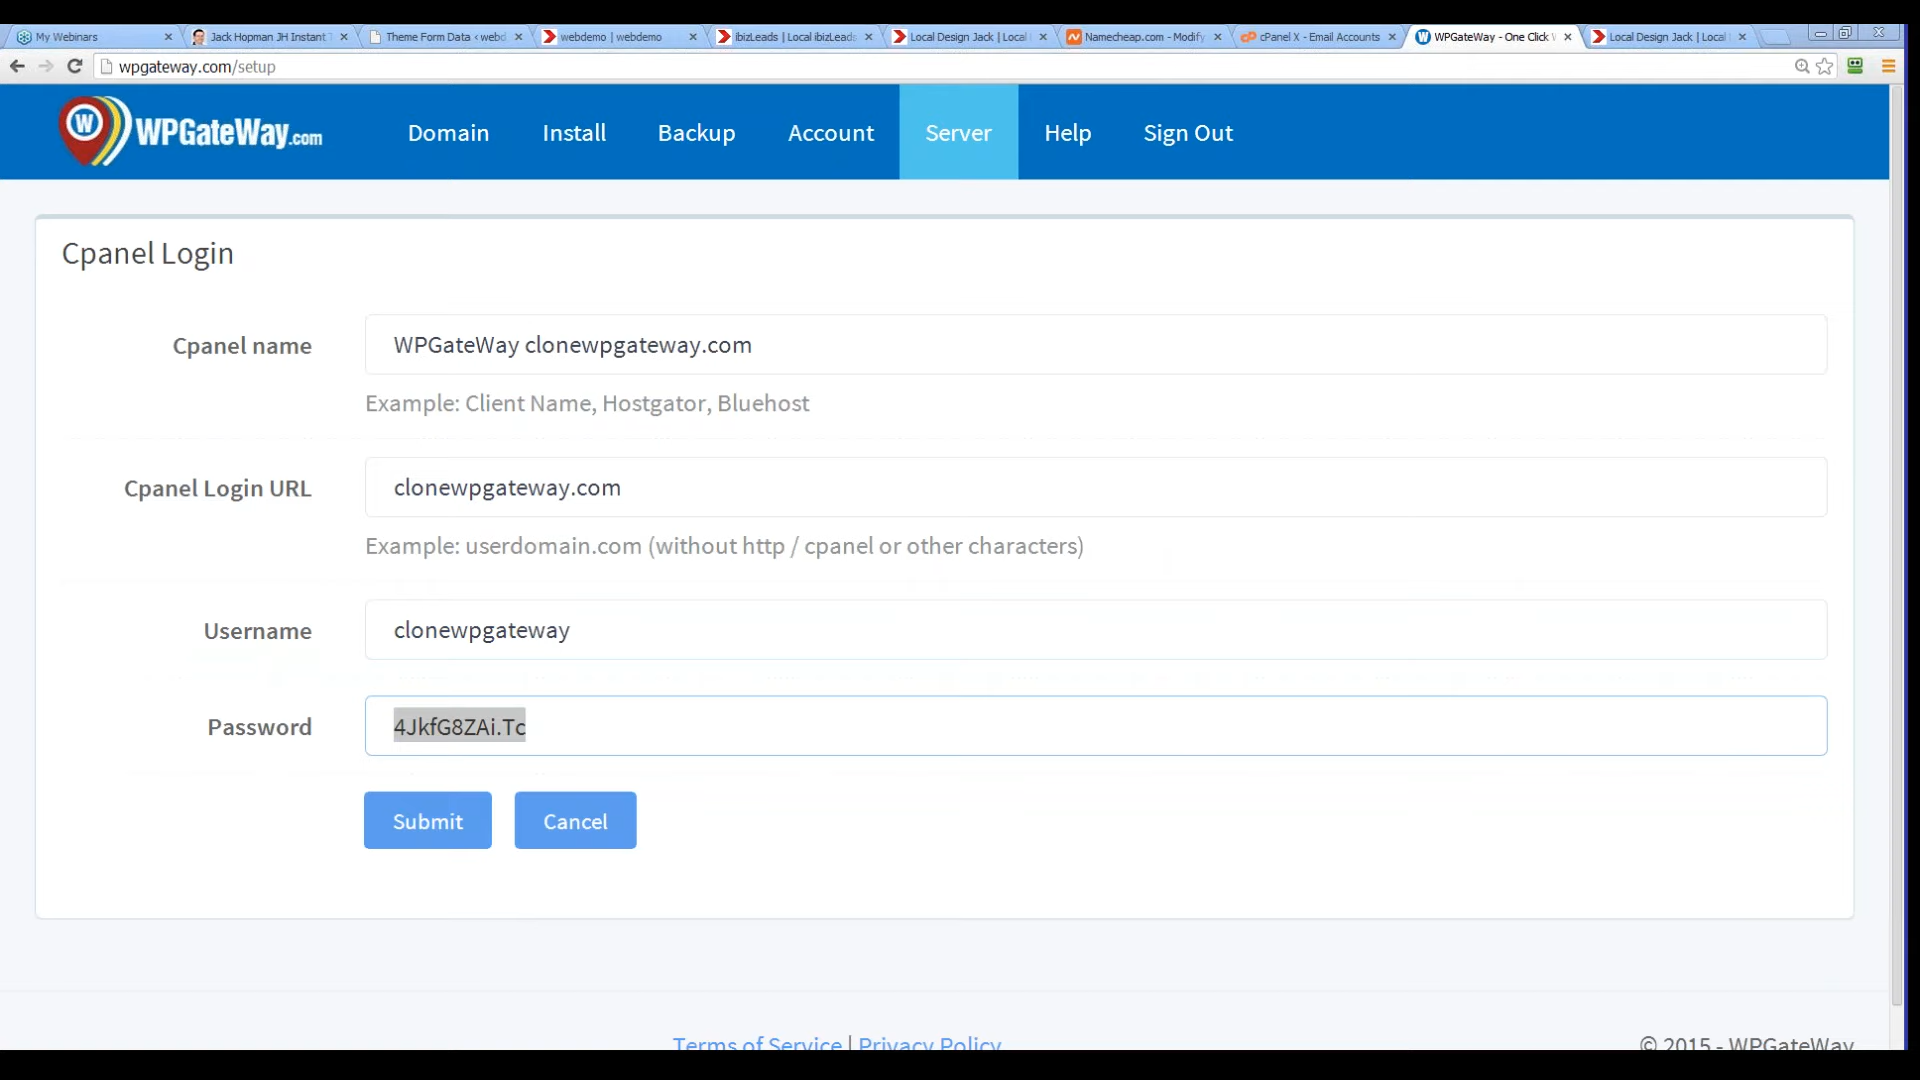 My Webinars
Jack Hopman JH Instant T
Theme Form Data ‹ webd
webdemo | webdemo
ibizLeads | Local ibizLeads
Local Design Jack | Local
Namecheap.com - Modify
cPanel X - Email Accounts
WPGateWay - One Click W
Local Design Jack | Local
wpgateway.com/setup
W WPGateWay.com
Domain
Install
Backup
Account
Server
Help
Sign Out
Cpanel Login
Cpanel name
WPGateWay clonewpgateway.com
Example: Client Name, Hostgator, Bluehost
Cpanel Login URL
clonewpgateway.com
Example: userdomain.com (without http / cpanel or other characters)
Username
clonewpgateway
Password
4JkfG8ZAi.Tc
Submit
Cancel
Terms of Service | Privacy Policy
© 2015 - WPGateWay